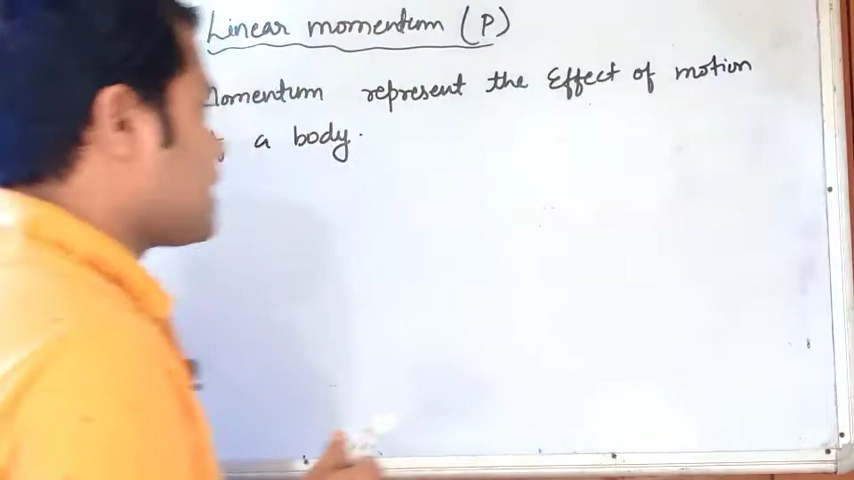 Linear momentum (P)
Momentum represent the Effect of motion
a body.